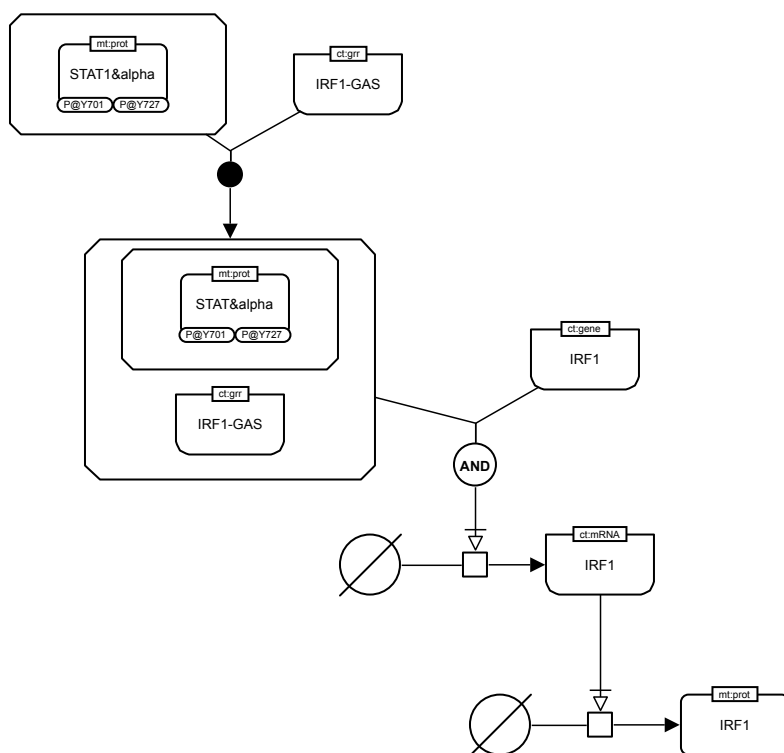 mt:prot
STAT1&alpha
P@Y701 P@Y727
ct:grr
IRF1-GAS
mt:prot
STAT&alpha
P@Y701 P@Y727
ct:grr
IRF1-GAS
ct:gene
IRF1
AND
ct:mRNA
IRF1
mt:prot
IRF1